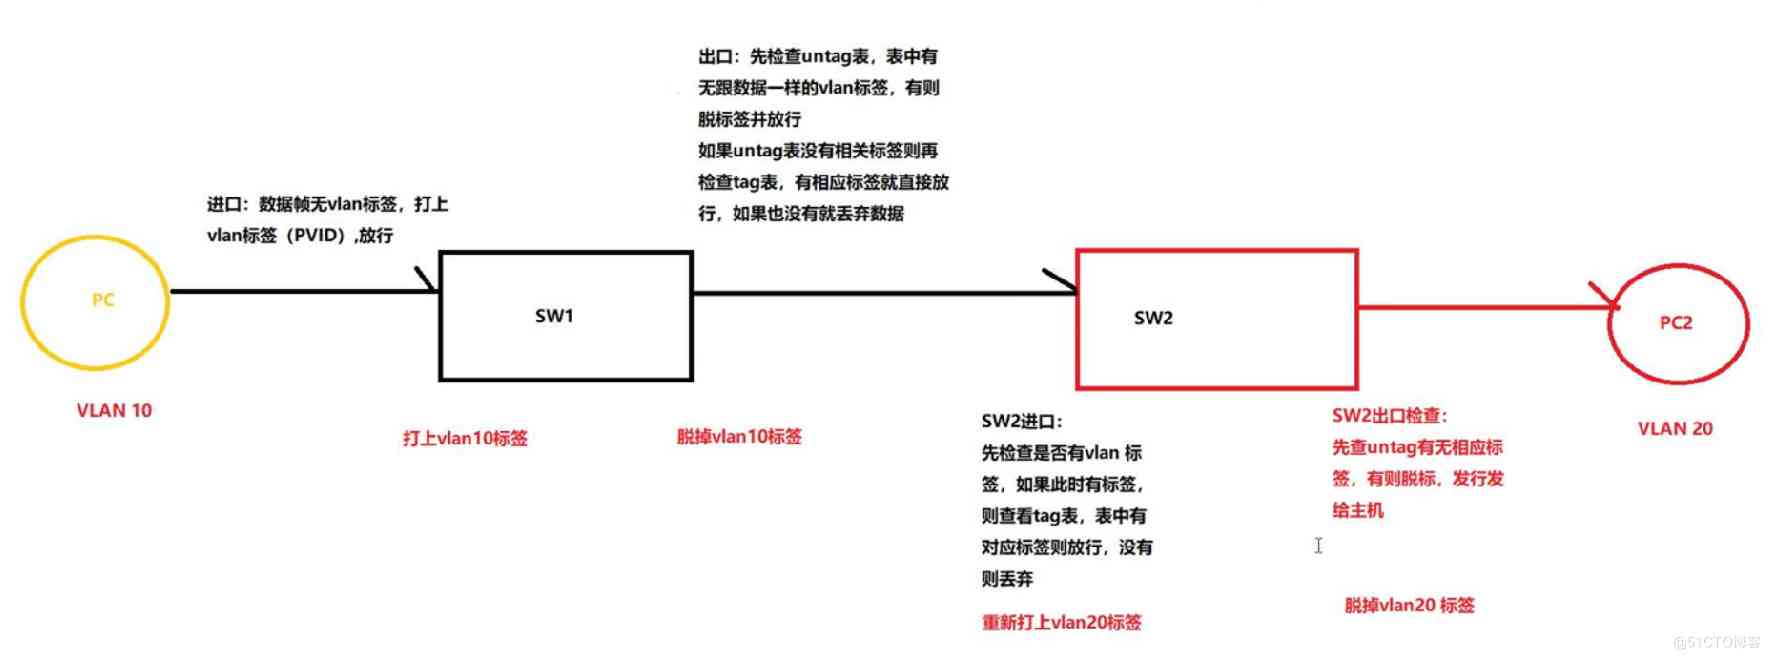 出口：先检查untag表，表中有
无跟数据一样的vlan标签，有则
脱标签并放行
如果untag表没有相关标签则再
检查tag表，有相应标签就直接放
行，如果也没有就丢弃数据
进口：数据帧无vlan标签，打上
vlan标签（PVID）,放行
PC
SW1
SW2
PC2
VLAN 10
打上vlan10标签
脱掉vlan10标签
SW2进口：
先检查是否有vlan 标
签，如果此时有标签，
则查看tag表，表中有
对应标签则放行，没有
则丢弃
重新打上vlan20标签
SW2出口检查：
先查untag有无相应标
签，有则脱标，发行发
给主机
脱掉vlan20 标签
VLAN 20
@51CTO博客